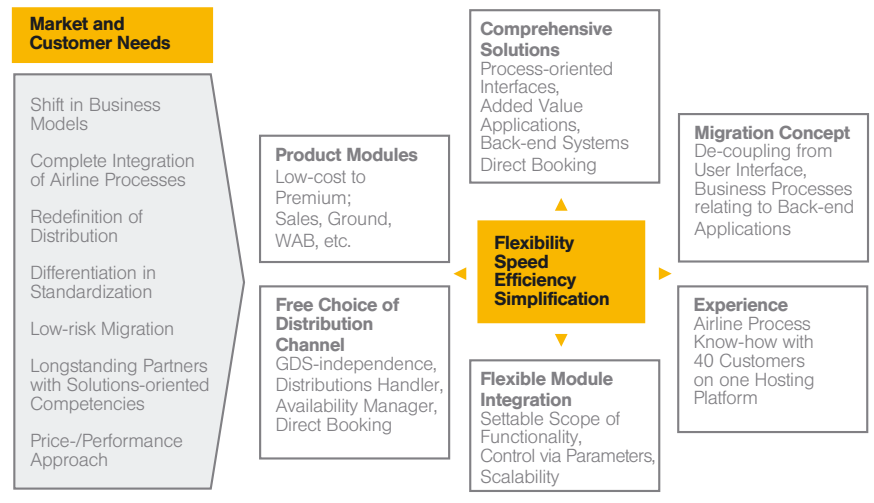 Market and
Customer Needs
Shift in Business
Models
Complete Integration
of Airline Processes
Redefinition of
Distribution
Differentiation in
Standardization
Low-risk Migration
Longstanding Partners
with Solutions-oriented
Competencies
Price-/Performance
Approach
Product Modules
Low-cost to
Premium;
Sales, Ground,
WAB, etc.
Free Choice of
Distribution
Channel
GDS-independence,
Distributions Handler,
Availability Manager,
Direct Booking
Comprehensive
Solutions
Process-oriented
Interfaces,
Added Value
Applications,
Back-end Systems
Direct Booking
Flexibility
Speed
Efficiency
Simplification
Flexible Module
Integration
Settable Scope of
Functionality,
Control via Parameters,
Scalability
Migration Concept
De-coupling from
User Interface,
Business Processes
relating to Back-end
Applications
Experience
Airline Process
Know-how with
40 Customers
on one Hosting
Platform